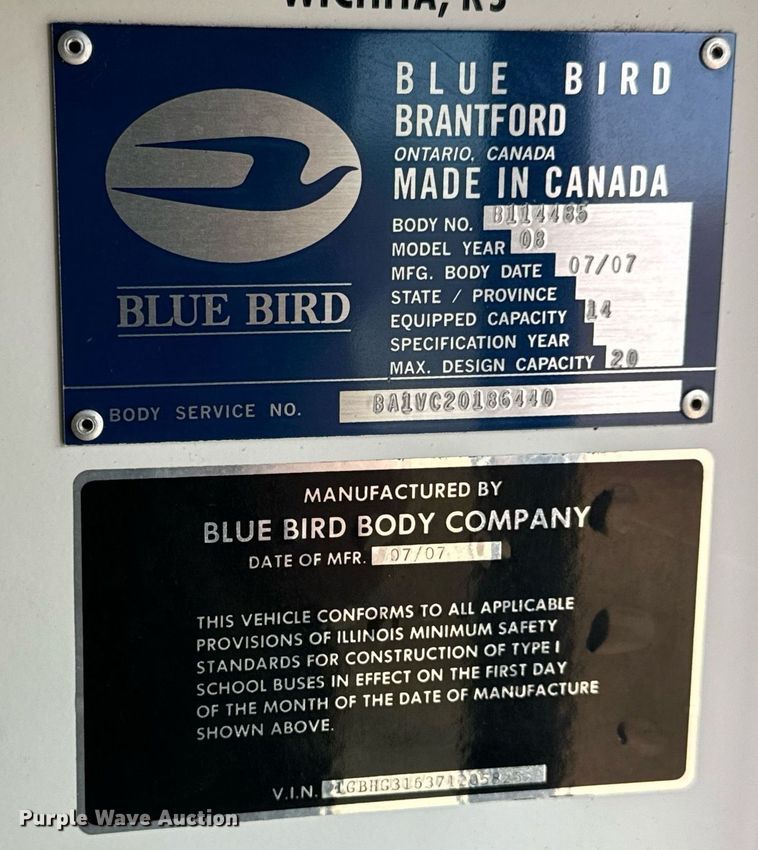 WICHITA, KS
BLUE BIRD
BRANTFORD
ONTARIO, CANADA
MADE IN CANADA
BODY NO. B114485
MODEL YEAR 08
MFG. BODY DATE 07/07
STATE / PROVINCE
EQUIPPED CAPACITY 14
SPECIFICATION YEAR
MAX. DESIGN CAPACITY 20
BLUE BIRD
BODY SERVICE NO. BA1VC20186440
MANUFACTURED BY
BLUE BIRD BODY COMPANY
DATE OF MFR. 07/07
THIS VEHICLE CONFORMS TO ALL APPLICABLE
PROVISIONS OF ILLINOIS MINIMUM SAFETY
STANDARDS FOR CONSTRUCTION OF TYPE I
SCHOOL BUSES IN EFFECT ON THE FIRST DAY
OF THE MONTH OF THE DATE OF MANUFACTURE
SHOWN ABOVE.
V.I.N.
Purple Wave Auction